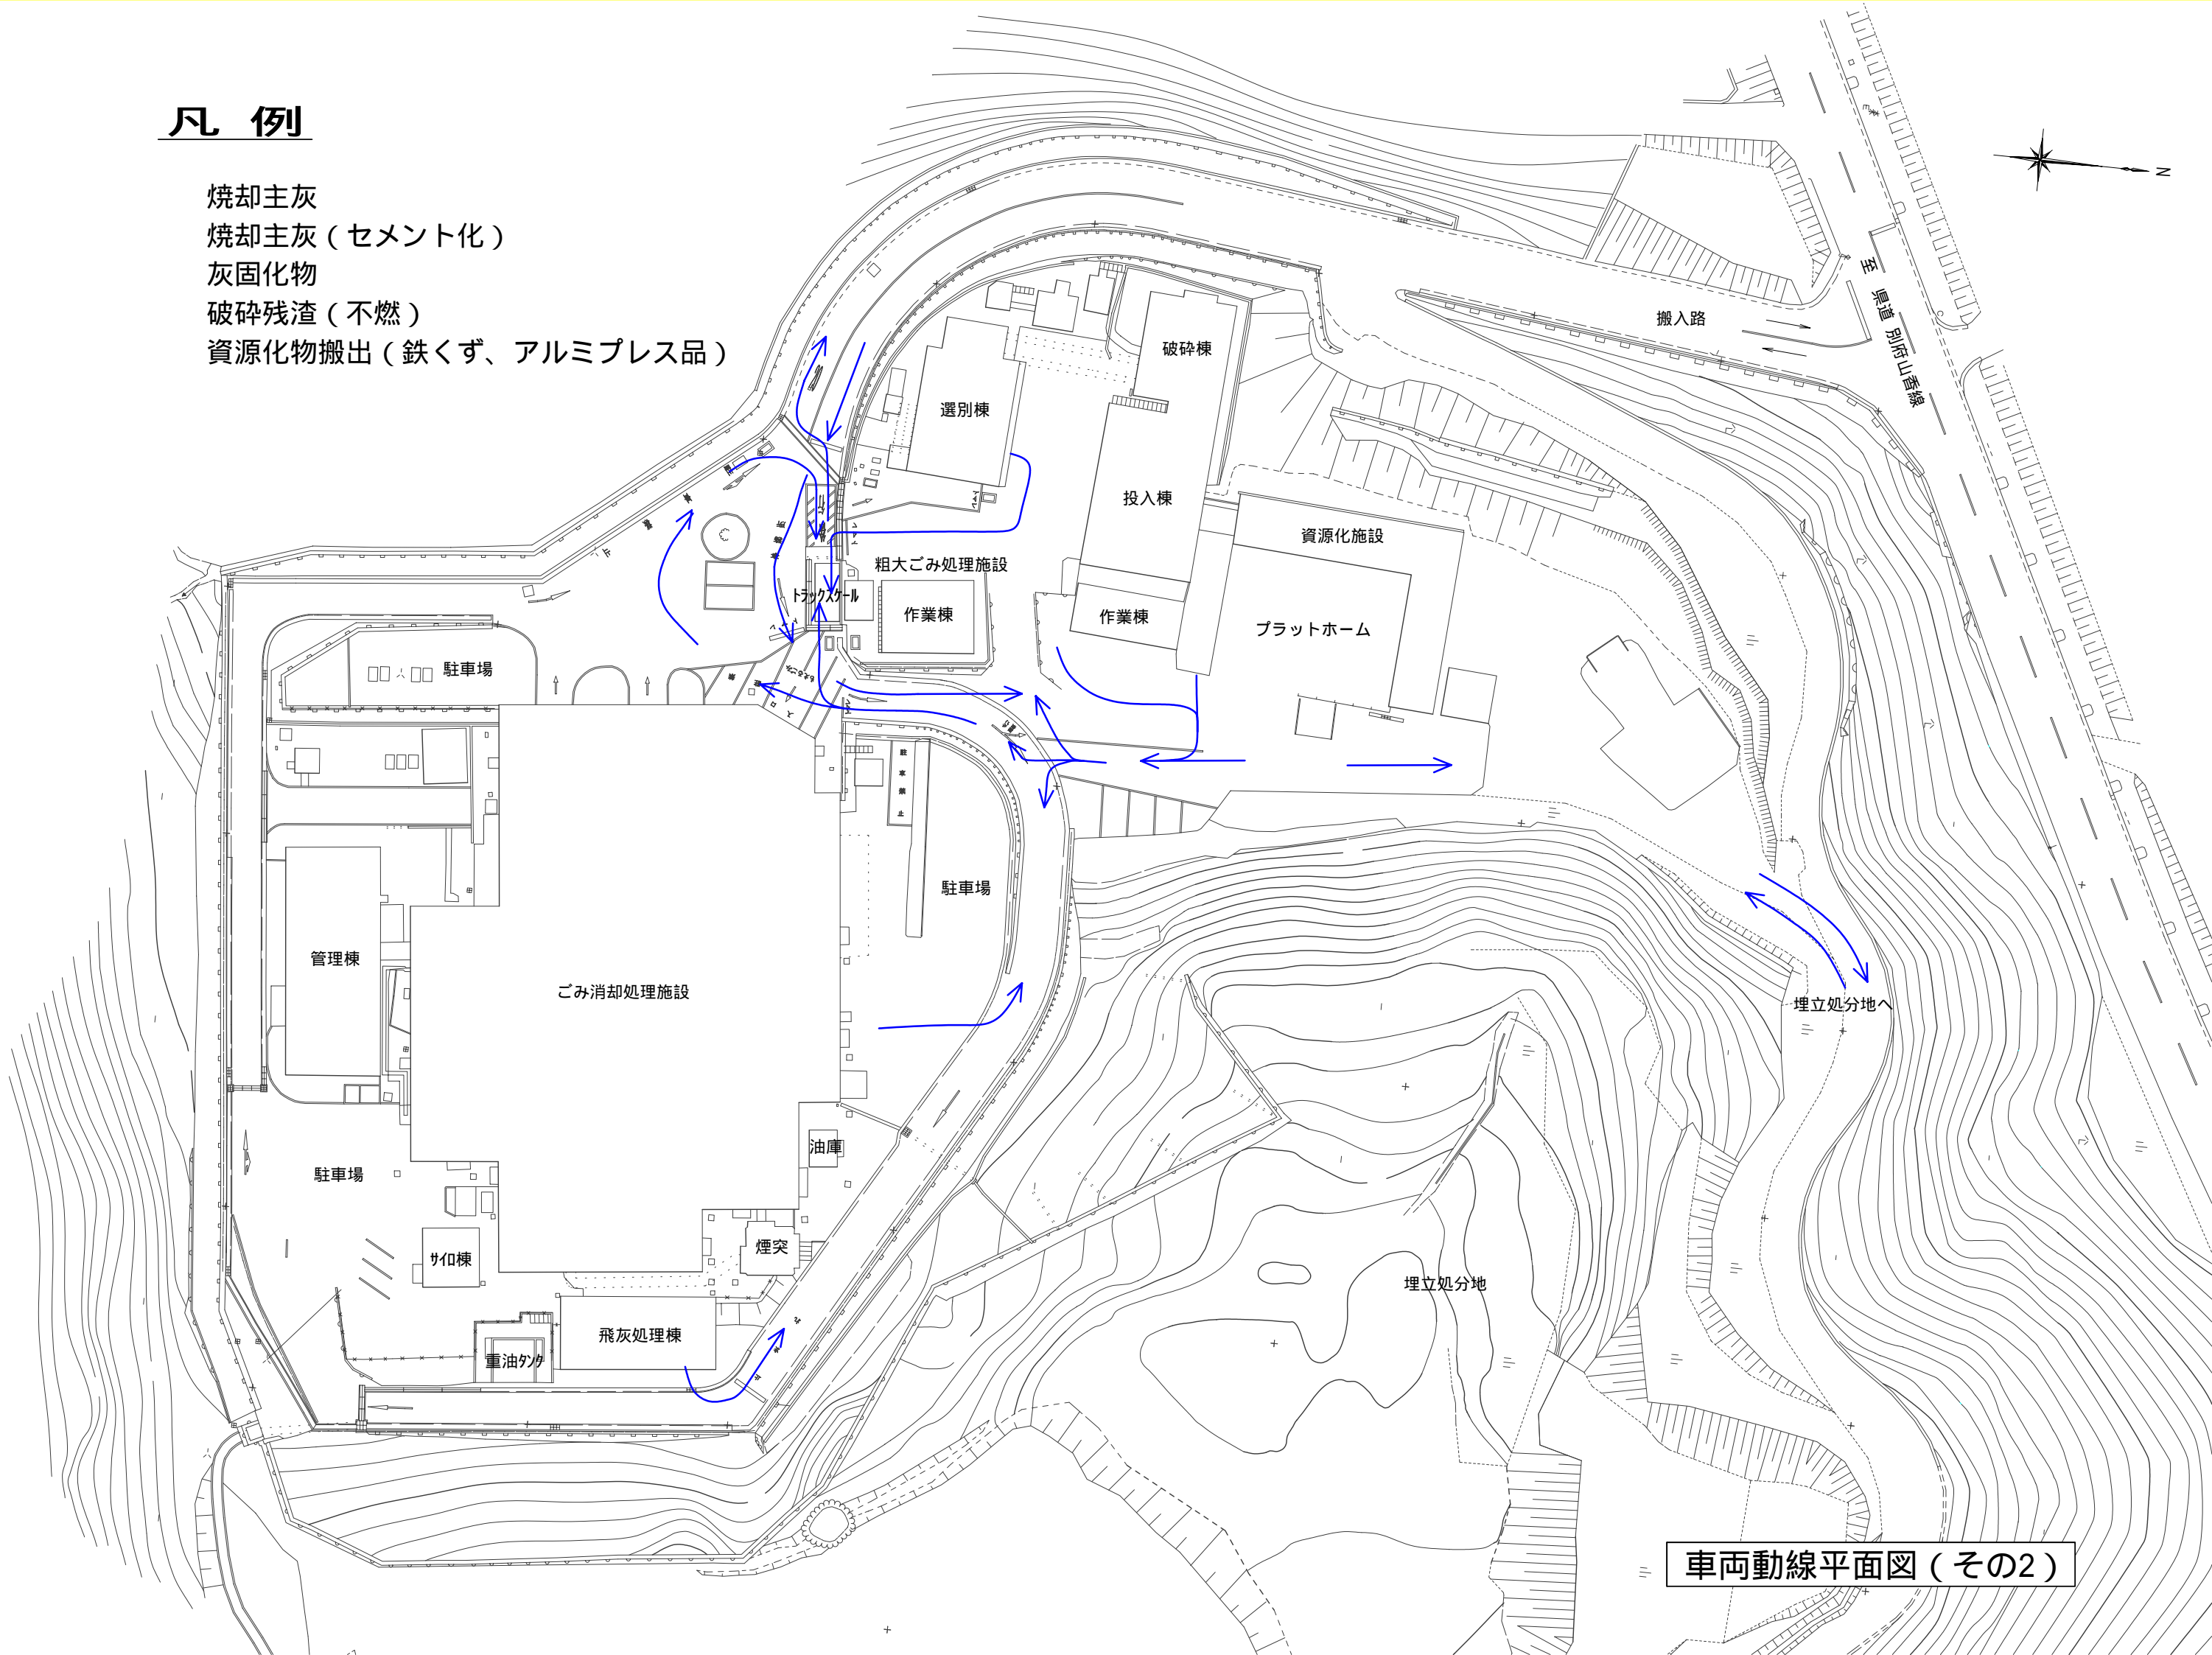 凡 例
焼却主灰
焼却主灰（セメント化）
灰固化物
破砕残渣（不燃）
資源化物搬出（鉄くず、アルミプレス品）
N
至 県道 別府山香線
搬入路
破砕棟
選別棟
投入棟
資源化施設
粗大ごみ処理施設
トラックスケール
作業棟
作業棟
プラットホーム
駐車場
駐車禁止
駐車場
管理棟
ごみ消却処理施設
埋立処分地へ
油庫
駐車場
サイロ棟
煙突
埋立処分地
飛灰処理棟
重油タンク
車両動線平面図（その2）